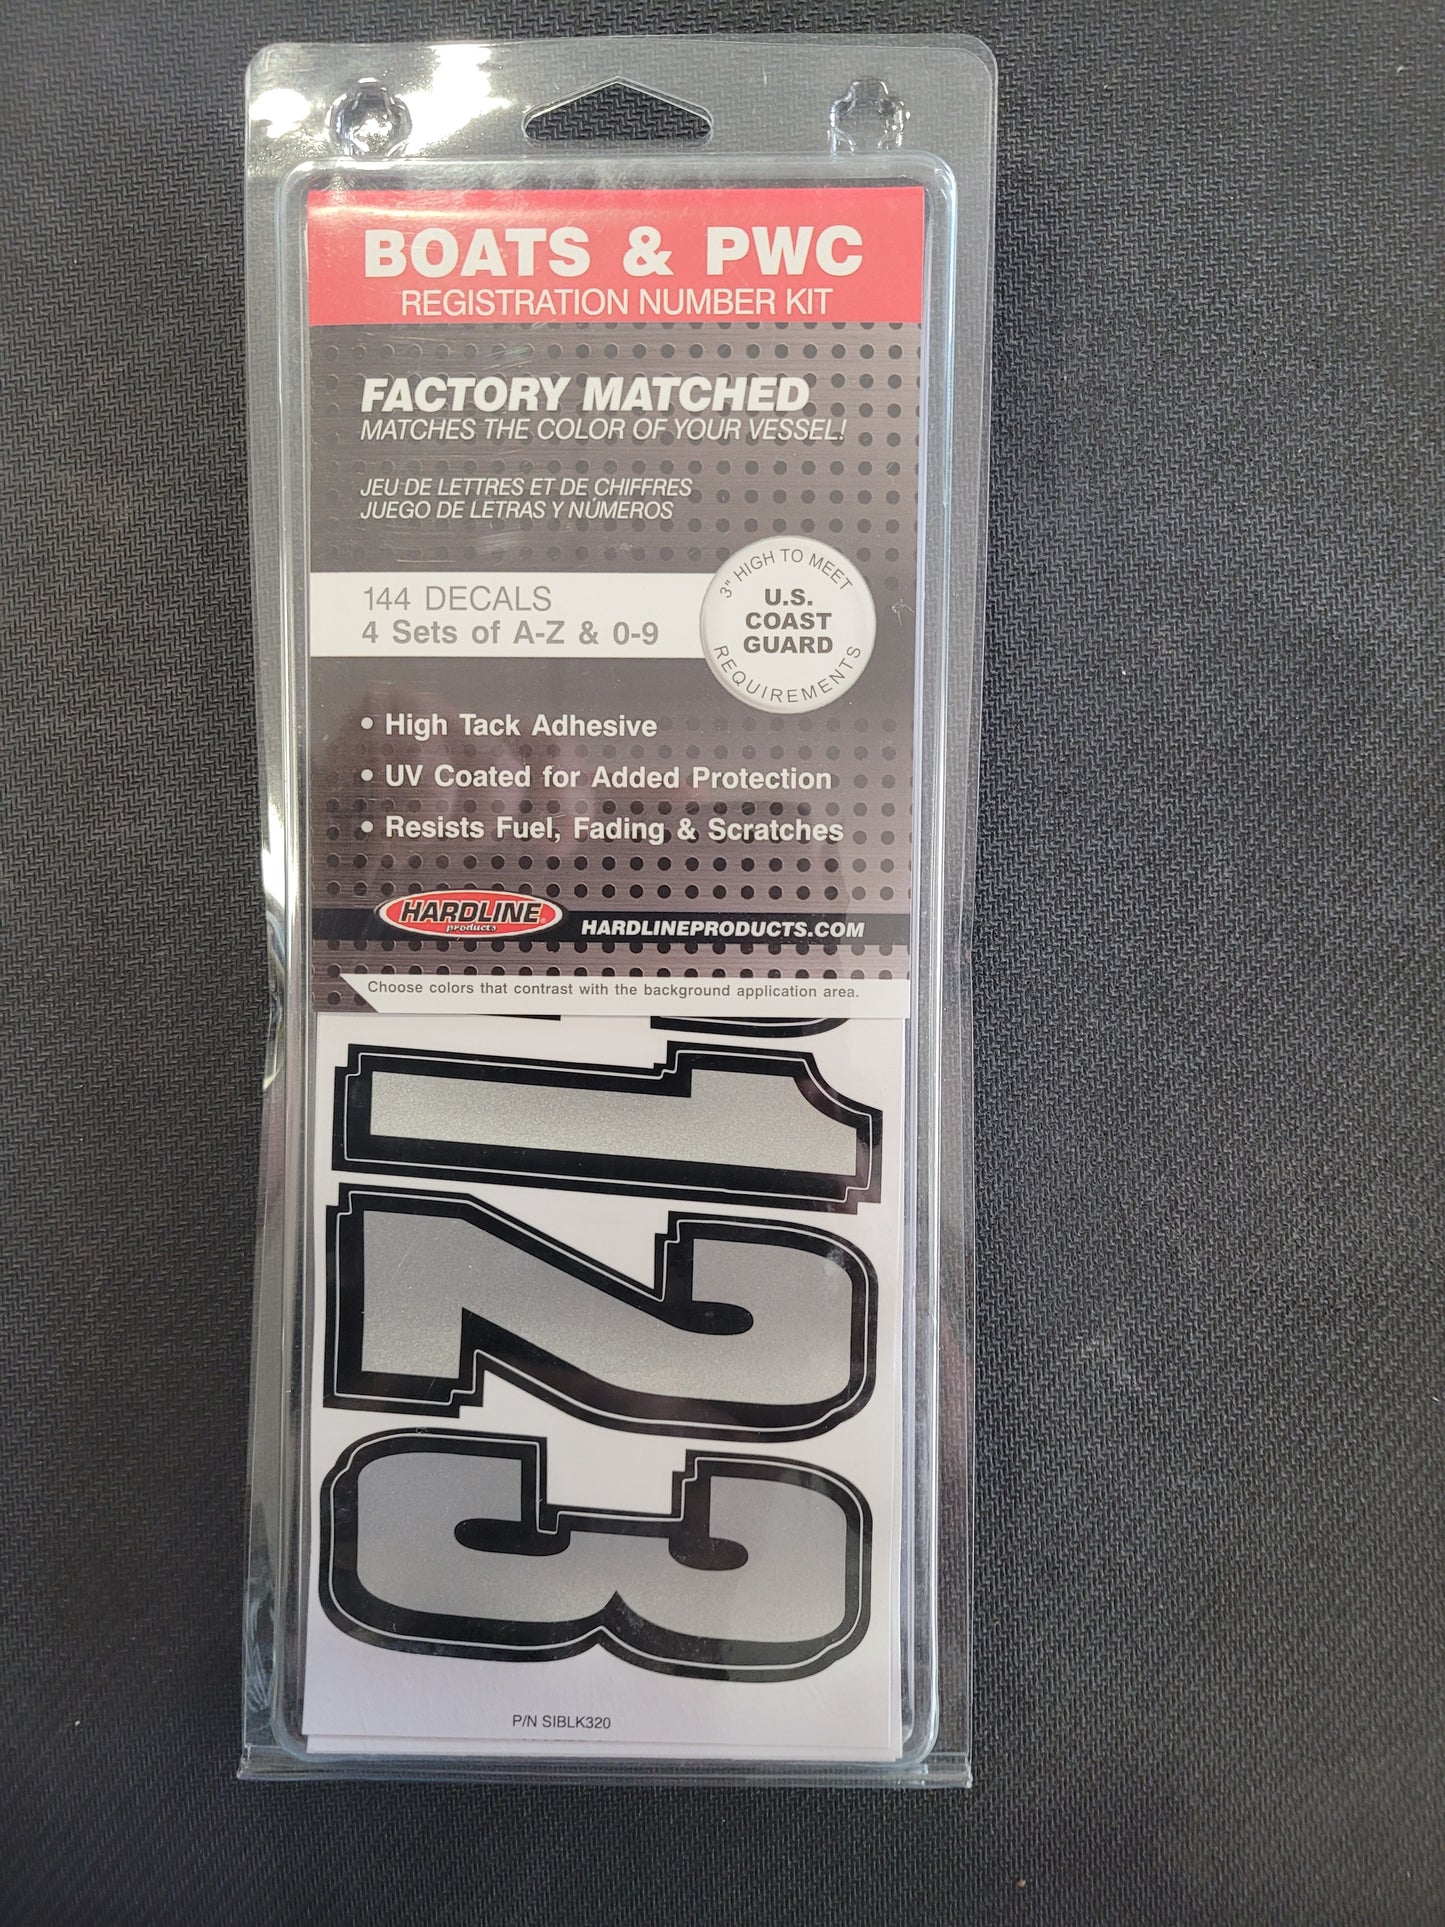 BOATS & PWC
REGISTRATION NUMBER KIT
FACTORY MATCHED
MATCHES THE COLOR OF YOUR VESSEL!
JEU DE LETTRES ET DE CHIFFRES
JUEGO DE LETRAS Y NÚMEROS
144 DECALS
4 Sets of A-Z & 0-9
3" HIGH TO MEET
U.S.
COAST
GUARD
REQUIREMENTS
• High Tack Adhesive
• UV Coated for Added Protection
• Resists Fuel, Fading & Scratches
HARDLINE®
products
HARDLINEPRODUCTS.COM
Choose colors that contrast with the background application area.
1
2
3
P/N SIBLK320